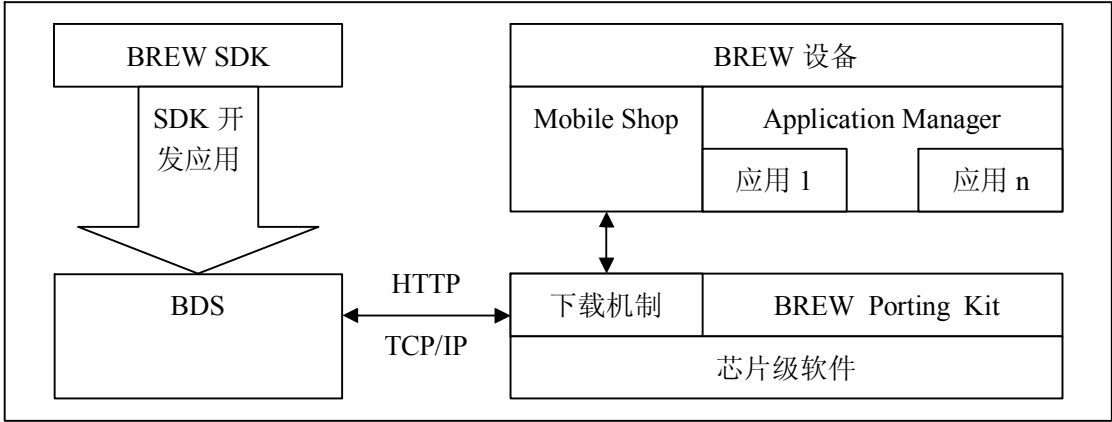 BREW SDK
SDK 开
发应用
BDS
HTTP
TCP/IP
BREW 设备
Mobile Shop
Application Manager
应用 1
应用 n
下载机制
BREW Porting Kit
芯片级软件